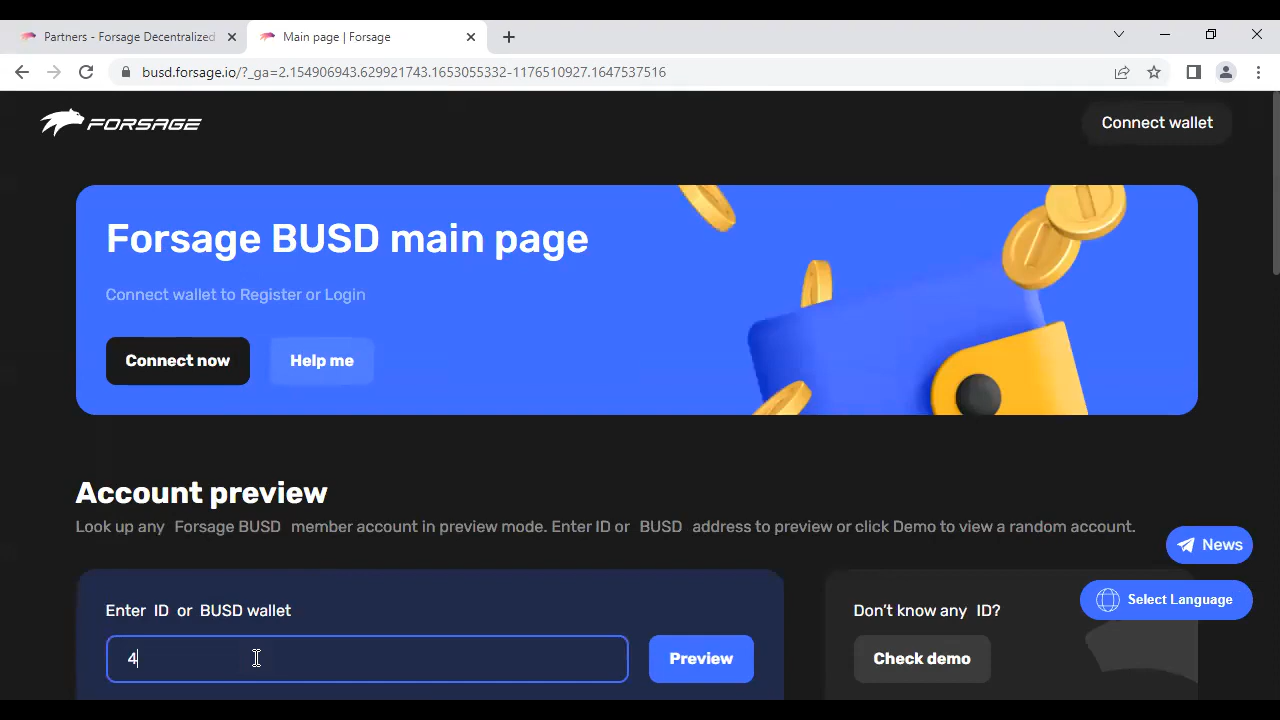 Partners - Forsage Decentralized
Main page | Forsage
busd.forsage.io/?_ga=2.154906943.629921743.1653055332-1176510927.1647537516
FORSAGE
Connect wallet
Forsage BUSD main page
Connect wallet to Register or Login
Connect now
Help me
Account preview
Look up any Forsage BUSD member account in preview mode. Enter ID or BUSD address to preview or click Demo to view a random account.
News
Select Language
Enter ID or BUSD wallet
4
Preview
Don't know any ID?
Check demo